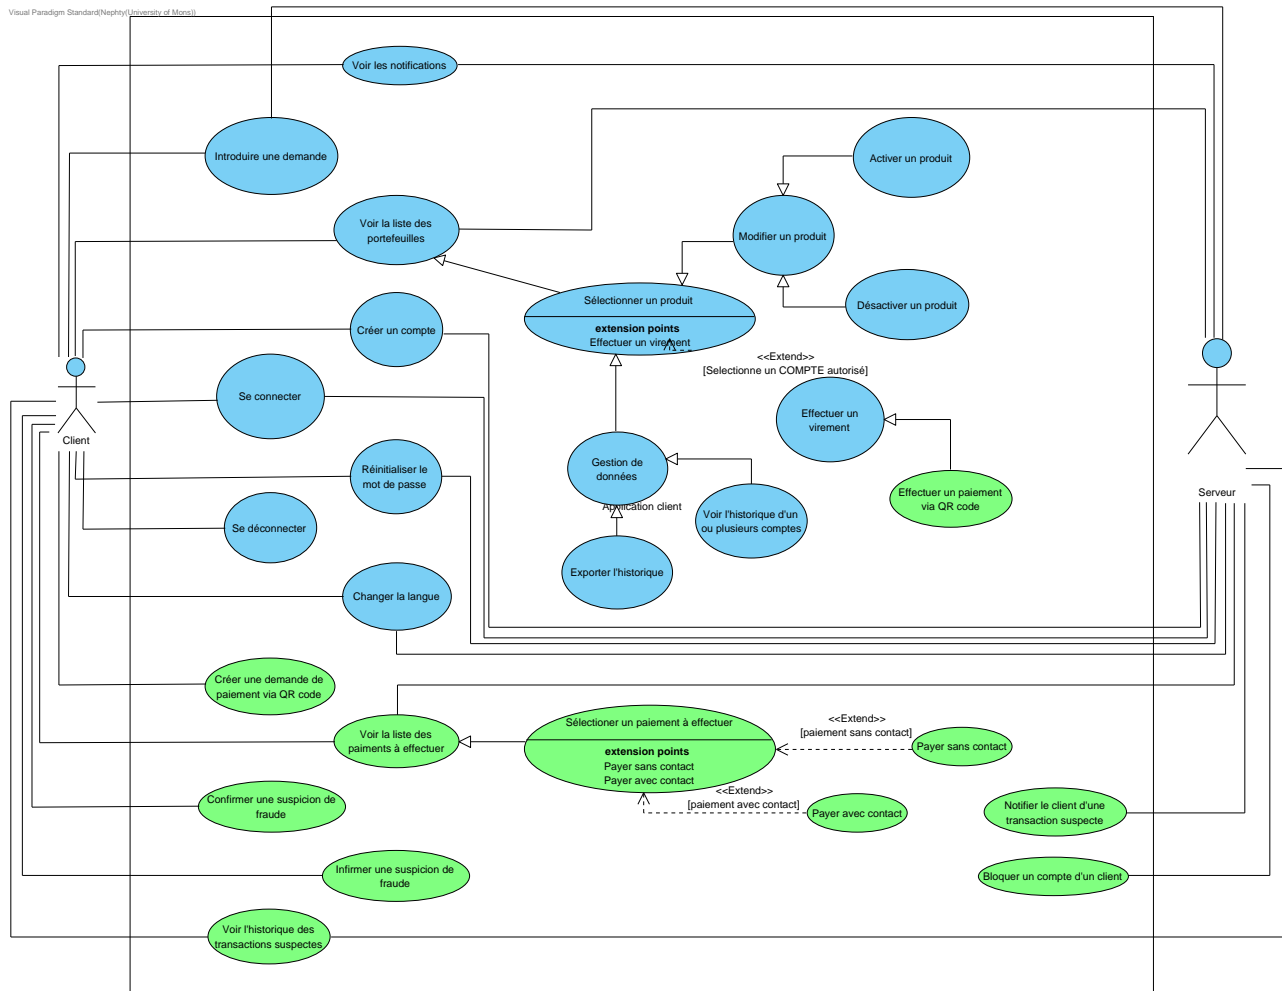 Visual Paradigm Standard(Nephty(University of Mons))
Voir les notifications
Introduire une demande
Activer un produit
Voir la liste des
portefeuilles
Modifier un produit
Sélectionner un produit
extension points
Effectuer un virement
Désactiver un produit
Créer un compte
<<Extend>>
[Selectionne un COMPTE autorisé]
Se connecter
Effectuer un
virement
Client
Réinitialiser le
mot de passe
Gestion de
données
Application client
Voir l'historique d'un
ou plusieurs comptes
Effectuer un paiement
via QR code
Serveur
Se déconnecter
Exporter l'historique
Changer la langue
Créer une demande de
paiement via QR code
Voir la liste des
paiments à effectuer
Sélectioner un paiement à effectuer
extension points
Payer sans contact
Payer avec contact
<<Extend>>
[paiement sans contact]
Payer sans contact
<<Extend>>
[paiement avec contact]
Payer avec contact
Confirmer une suspicion de
fraude
Notifier le client d'une
transaction suspecte
Infirmer une suspicion de
fraude
Bloquer un compte d'un client
Voir l'historique des
transactions suspectes